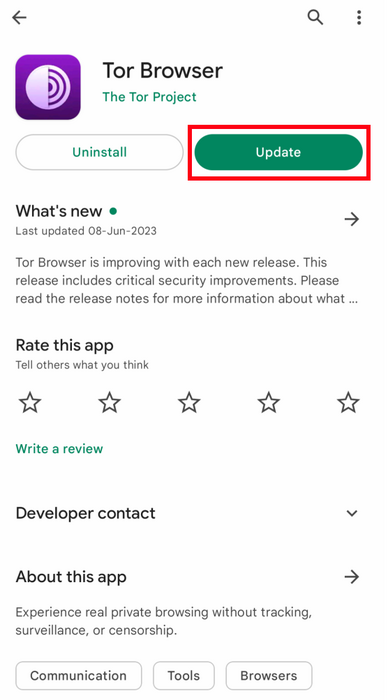 Tor Browser
The Tor Project
Uninstall
Update
What's new
Last updated 08-Jun-2023
Tor Browser is improving with each new release. This
release includes critical security improvements. Please
read the release notes for more information about what ...
Rate this app
Tell others what you think
Write a review
Developer contact
About this app
Experience real private browsing without tracking,
surveillance, or censorship.
Communication
Tools
Browsers